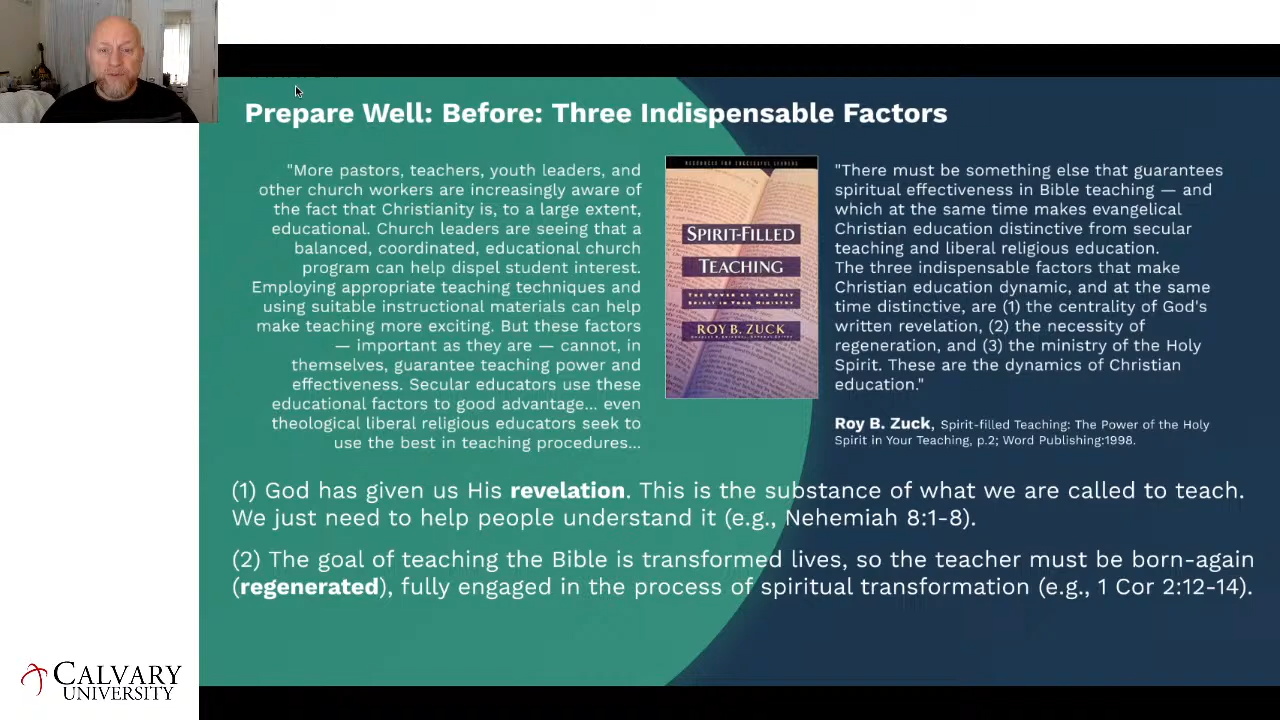 Prepare Well: Before: Three Indispensable Factors
"More pastors, teachers, youth leaders, and
other church workers are increasingly aware of
the fact that Christianity is, to a large extent,
educational. Church leaders are seeing that a
balanced, coordinated, educational church
program can help dispel student interest.
Employing appropriate teaching techniques and
using suitable instructional materials can help
make teaching more exciting. But these factors
— important as they are — cannot, in
themselves, guarantee teaching power and
effectiveness. Secular educators use these
educational factors to good advantage... even
theological liberal religious educators seek to
use the best in teaching procedures...
RESOURCES FOR SUCCESSFUL LEADERS
SPIRIT-FILLED
TEACHING
THE POWER OF THE HOLY
SPIRIT IN YOUR MINISTRY
ROY B. ZUCK
"There must be something else that guarantees
spiritual effectiveness in Bible teaching — and
which at the same time makes evangelical
Christian education distinctive from secular
teaching and liberal religious education.
The three indispensable factors that make
Christian education dynamic, and at the same
time distinctive, are (1) the centrality of God's
written revelation, (2) the necessity of
regeneration, and (3) the ministry of the Holy
Spirit. These are the dynamics of Christian
education."
Roy B. Zuck, Spirit-filled Teaching: The Power of the Holy
Spirit in Your Teaching, p.2; Word Publishing:1998.
(1) God has given us His revelation. This is the substance of what we are called to teach.
We just need to help people understand it (e.g., Nehemiah 8:1-8).
(2) The goal of teaching the Bible is transformed lives, so the teacher must be born-again
(regenerated), fully engaged in the process of spiritual transformation (e.g., 1 Cor 2:12-14).
CALVARY
UNIVERSITY